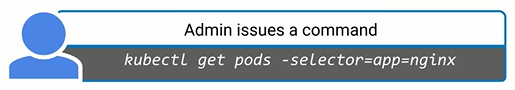 Admin issues a command
kubectl get pods -selector=app=nginx